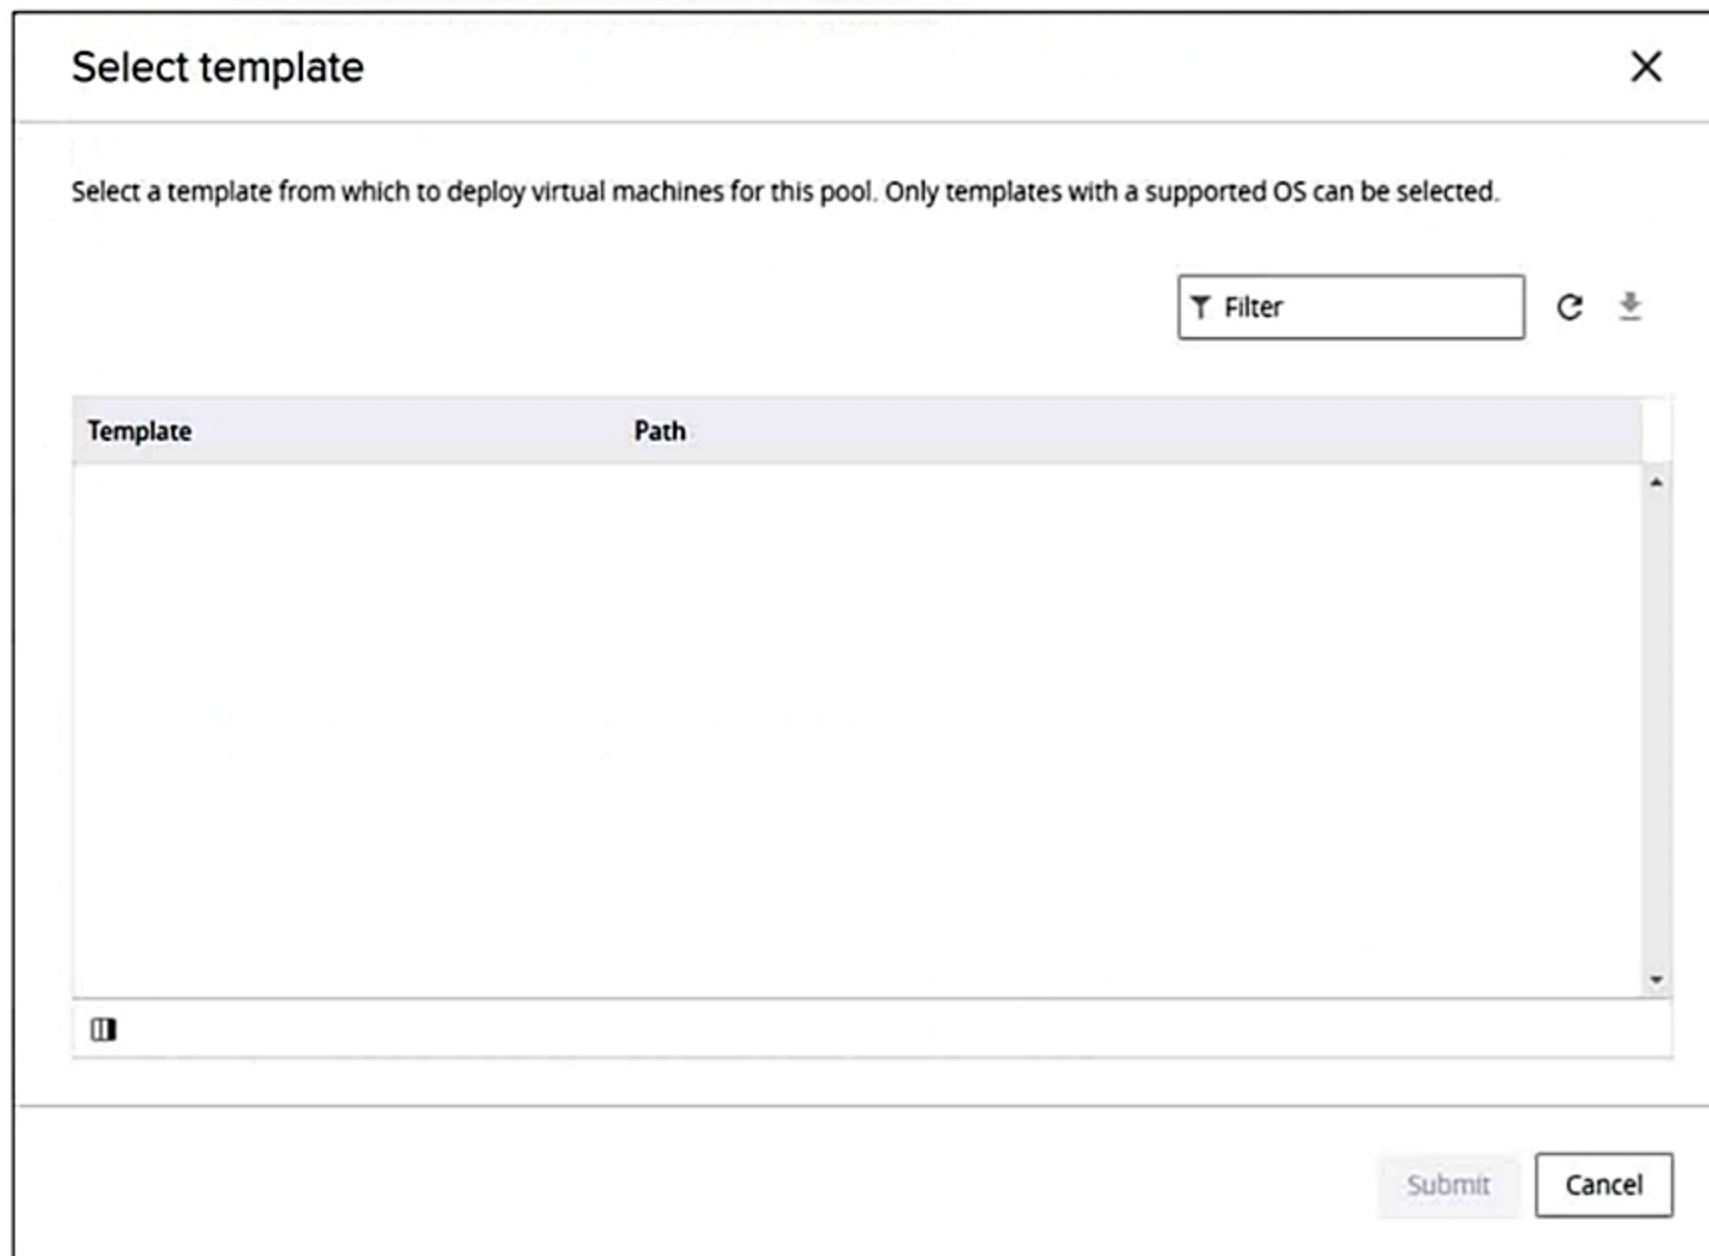 Select template
Select a template from which to deploy virtual machines for this pool. Only templates with a supported OS can be selected.
Filter
Template Path
Submit Cancel